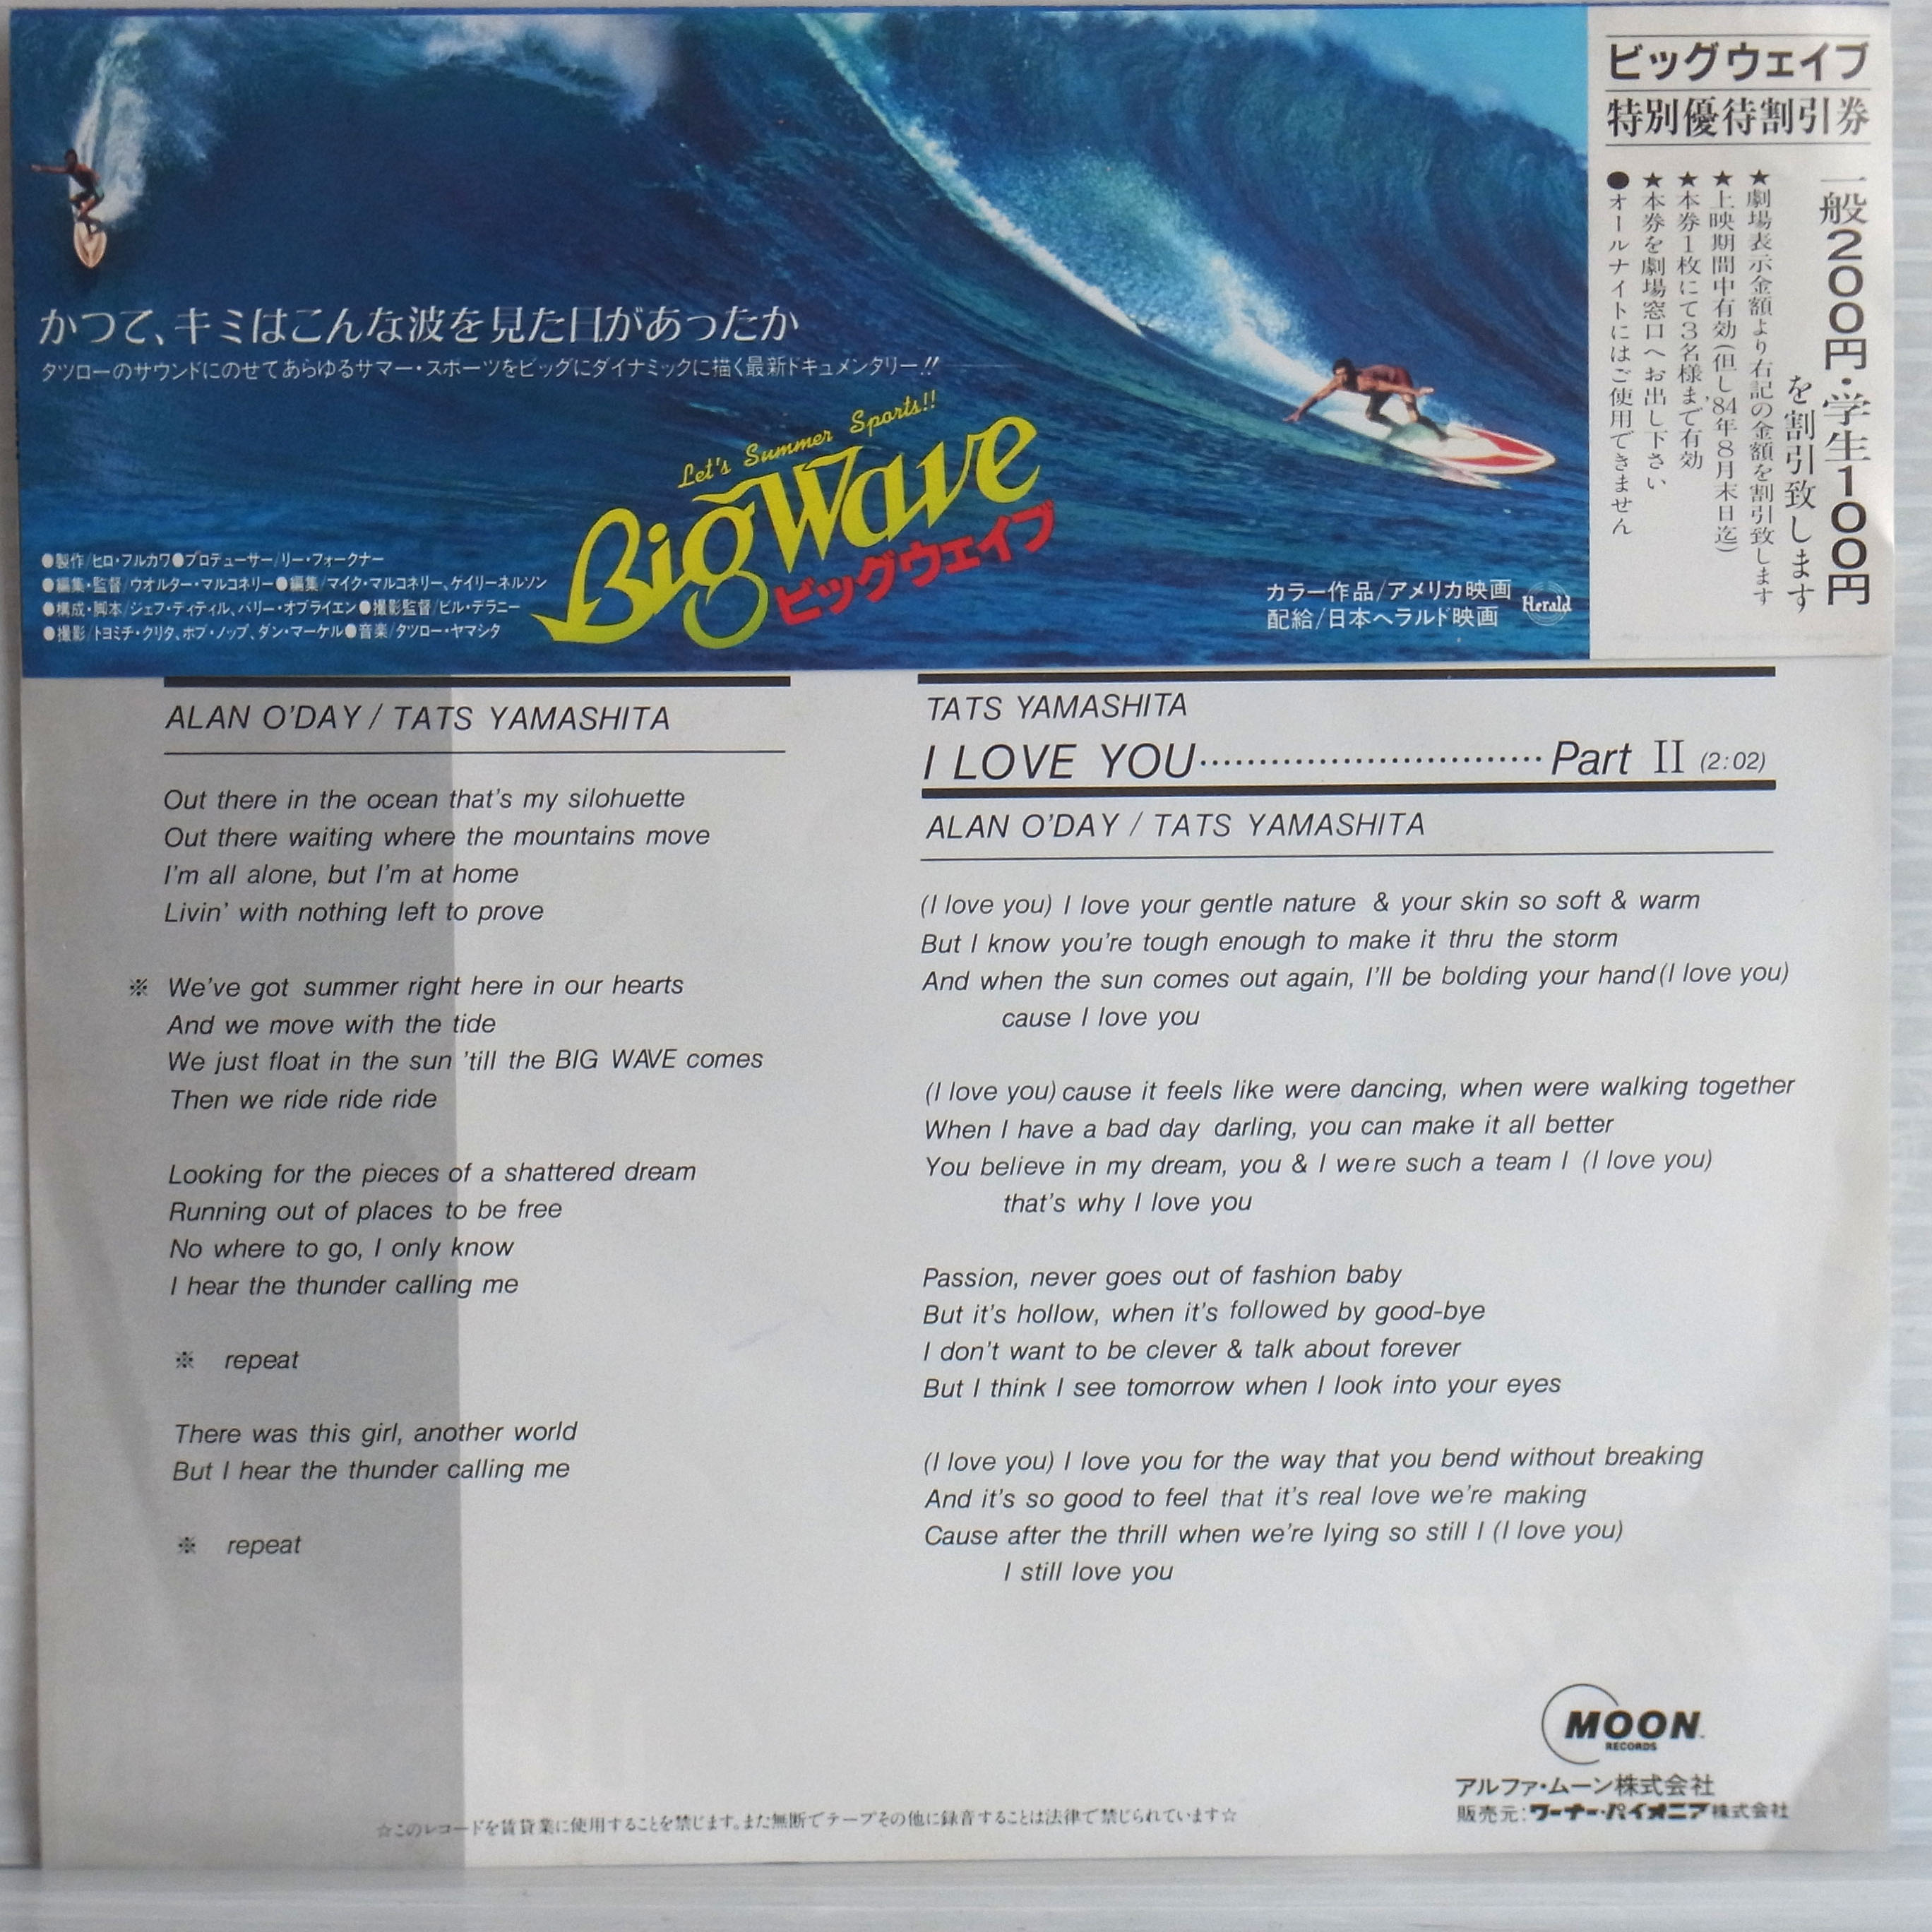 かつて、キミはこんな波を見た日があったか
タツローのサウンドにのせてあらゆるサマー・スポーツをビッグにダイナミックに描く最新ドキュメンタリー!!
Let's Summer Sports!!
Big Wave
ビッグウェイブ
●製作/ヒロ・フルカワ●プロデューサー/リー・フォークナー
●編集・監督/ウオルター・マルコネリー●編集/マイク・マルコネリー、ケイリーネルソン
●構成・脚本/ジェフ・ティティル、バリー・オブライエン●撮影監督/ビル・デラニー
●撮影/トヨミチ・クリタ、ボブ・ノップ、ダン・マーケル●音楽/タツロー・ヤマシタ
カラー作品/アメリカ映画
配給/日本ヘラルド映画
Herald
ビッグウェイブ
特別優待割引券
一般200円・学生100円
を割引致します
★劇場表示金額より右記の金額を割引致します
★上映期間中有効(但し'84年8月末日迄)
★本券1枚にて3名様まで有効
★本券を劇場窓口へお出し下さい
●オールナイトにはご使用できません
ALAN O'DAY / TATS YAMASHITA
Out there in the ocean that's my silohuette
Out there waiting where the mountains move
I'm all alone, but I'm at home
Livin' with nothing left to prove
※ We've got summer right here in our hearts
And we move with the tide
We just float in the sun 'till the BIG WAVE comes
Then we ride ride ride
Looking for the pieces of a shattered dream
Running out of places to be free
No where to go, I only know
I hear the thunder calling me
※ repeat
There was this girl, another world
But I hear the thunder calling me
※ repeat
TATS YAMASHITA
I LOVE YOU····························Part II (2:02)
ALAN O'DAY / TATS YAMASHITA
(I love you) I love your gentle nature & your skin so soft & warm
But I know you're tough enough to make it thru the storm
And when the sun comes out again, I'll be bolding your hand (I love you)
cause I love you
(I love you) cause it feels like were dancing, when were walking together
When I have a bad day darling, you can make it all better
You believe in my dream, you & I were such a team I (I love you)
that's why I love you
Passion, never goes out of fashion baby
But it's hollow, when it's followed by good-bye
I don't want to be clever & talk about forever
But I think I see tomorrow when I look into your eyes
(I love you) I love you for the way that you bend without breaking
And it's so good to feel that it's real love we're making
Cause after the thrill when we're lying so still I (I love you)
I still love you
MOON
RECORDS
アルファ・ムーン株式会社
販売元:ワーナー・パイオニア株式会社
☆このレコードを賃貸業に使用することを禁じます。また無断でテープその他に録音することは法律で禁じられています☆